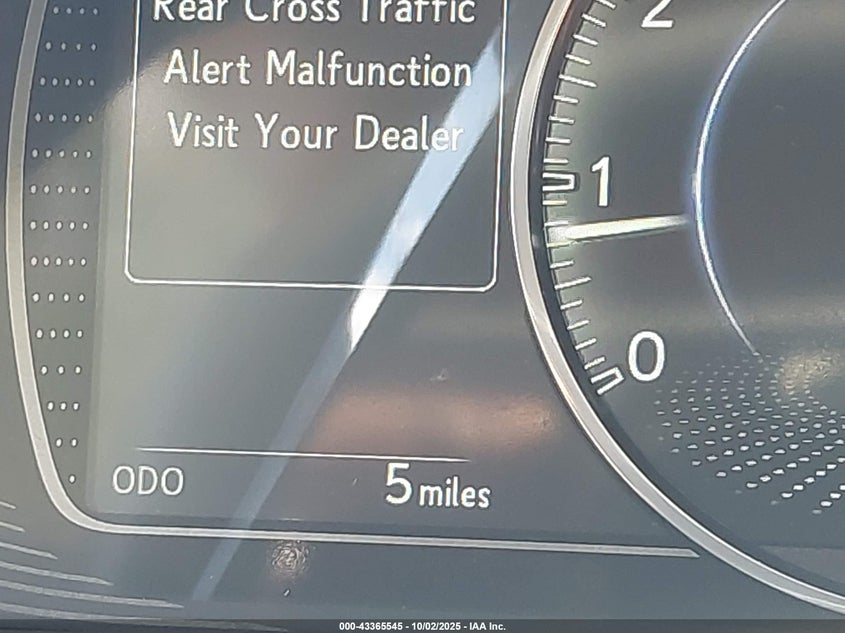 Rear Cross Traffic
Alert Malfunction
Visit Your Dealer
2
1
0
ODO 5 miles
000-43365545 - 10/02/2025 - IAA Inc.